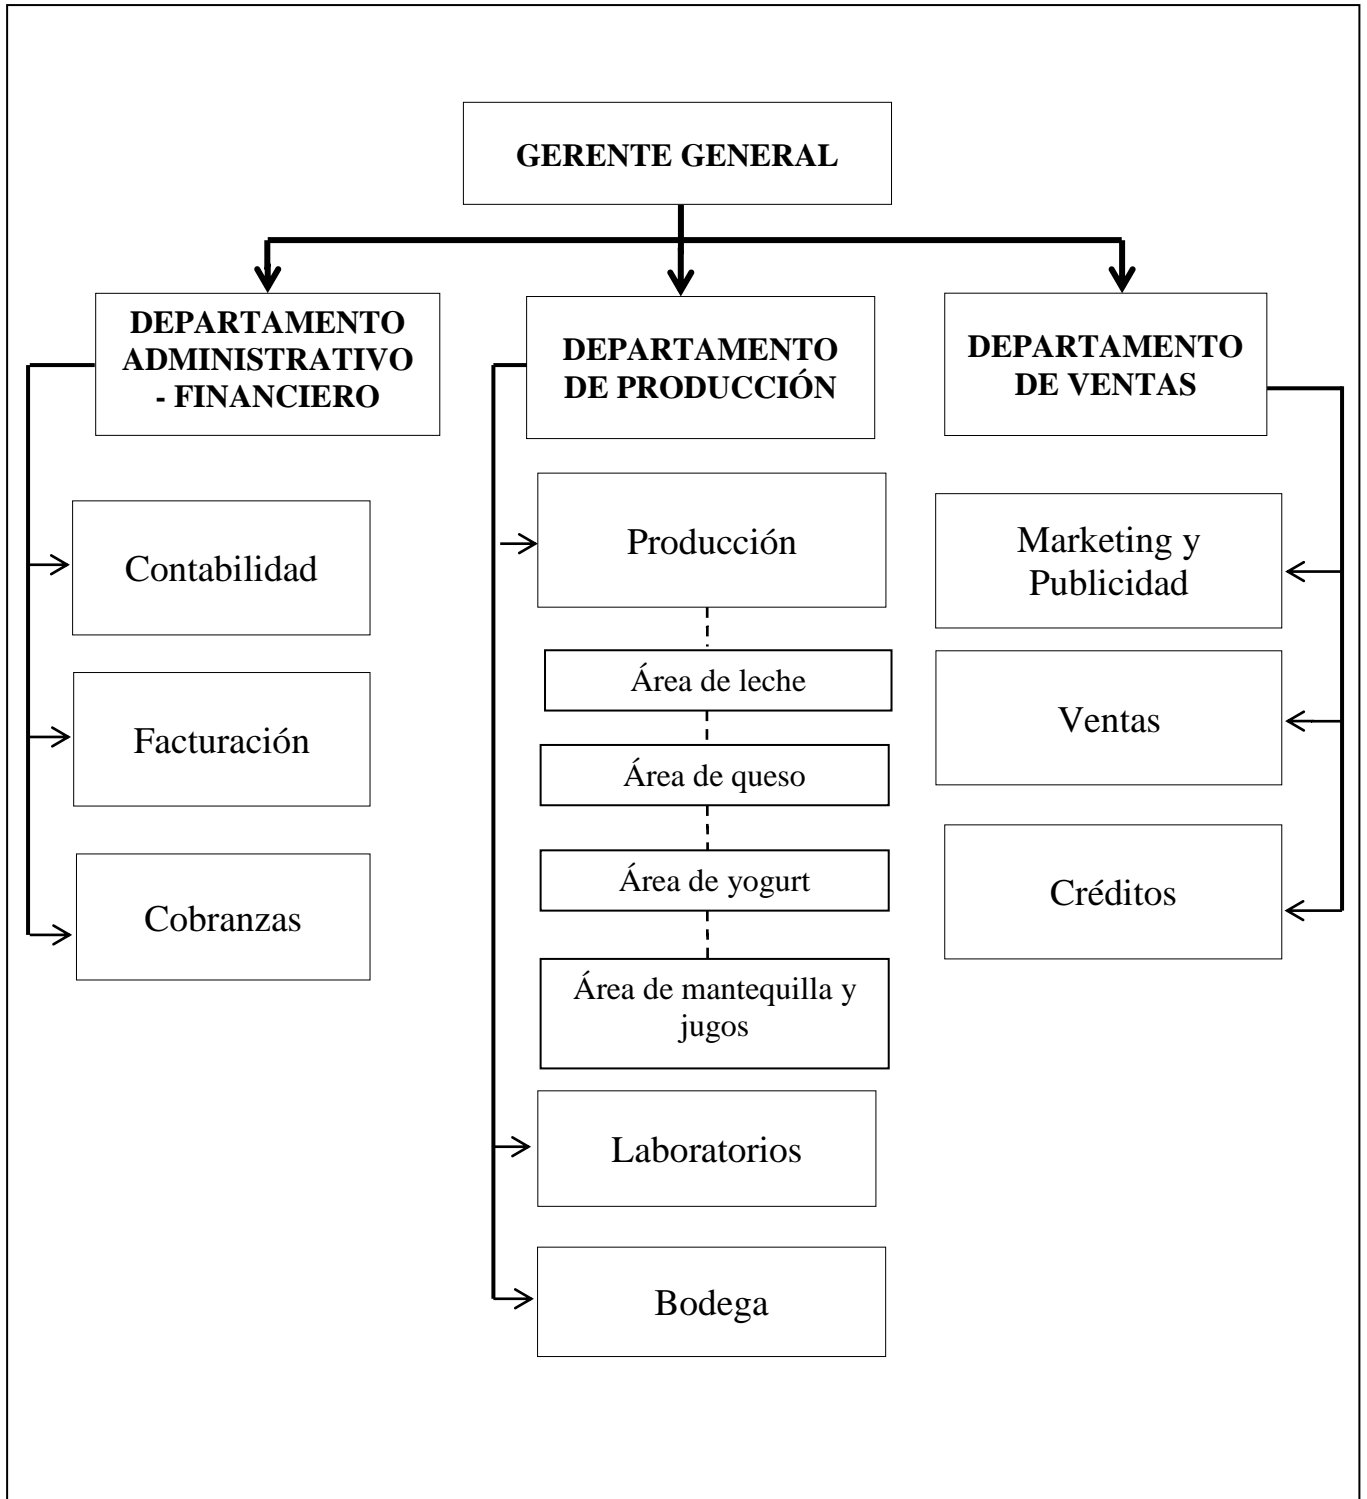 GERENTE GENERAL
DEPARTAMENTO
ADMINISTRATIVO
- FINANCIERO
Contabilidad
Facturación
Cobranzas
DEPARTAMENTO
DE PRODUCCIÓN
Producción
Área de leche
Área de queso
Área de yogurt
Área de mantequilla y
jugos
Laboratorios
Bodega
DEPARTAMENTO
DE VENTAS
Marketing y
Publicidad
Ventas
Créditos